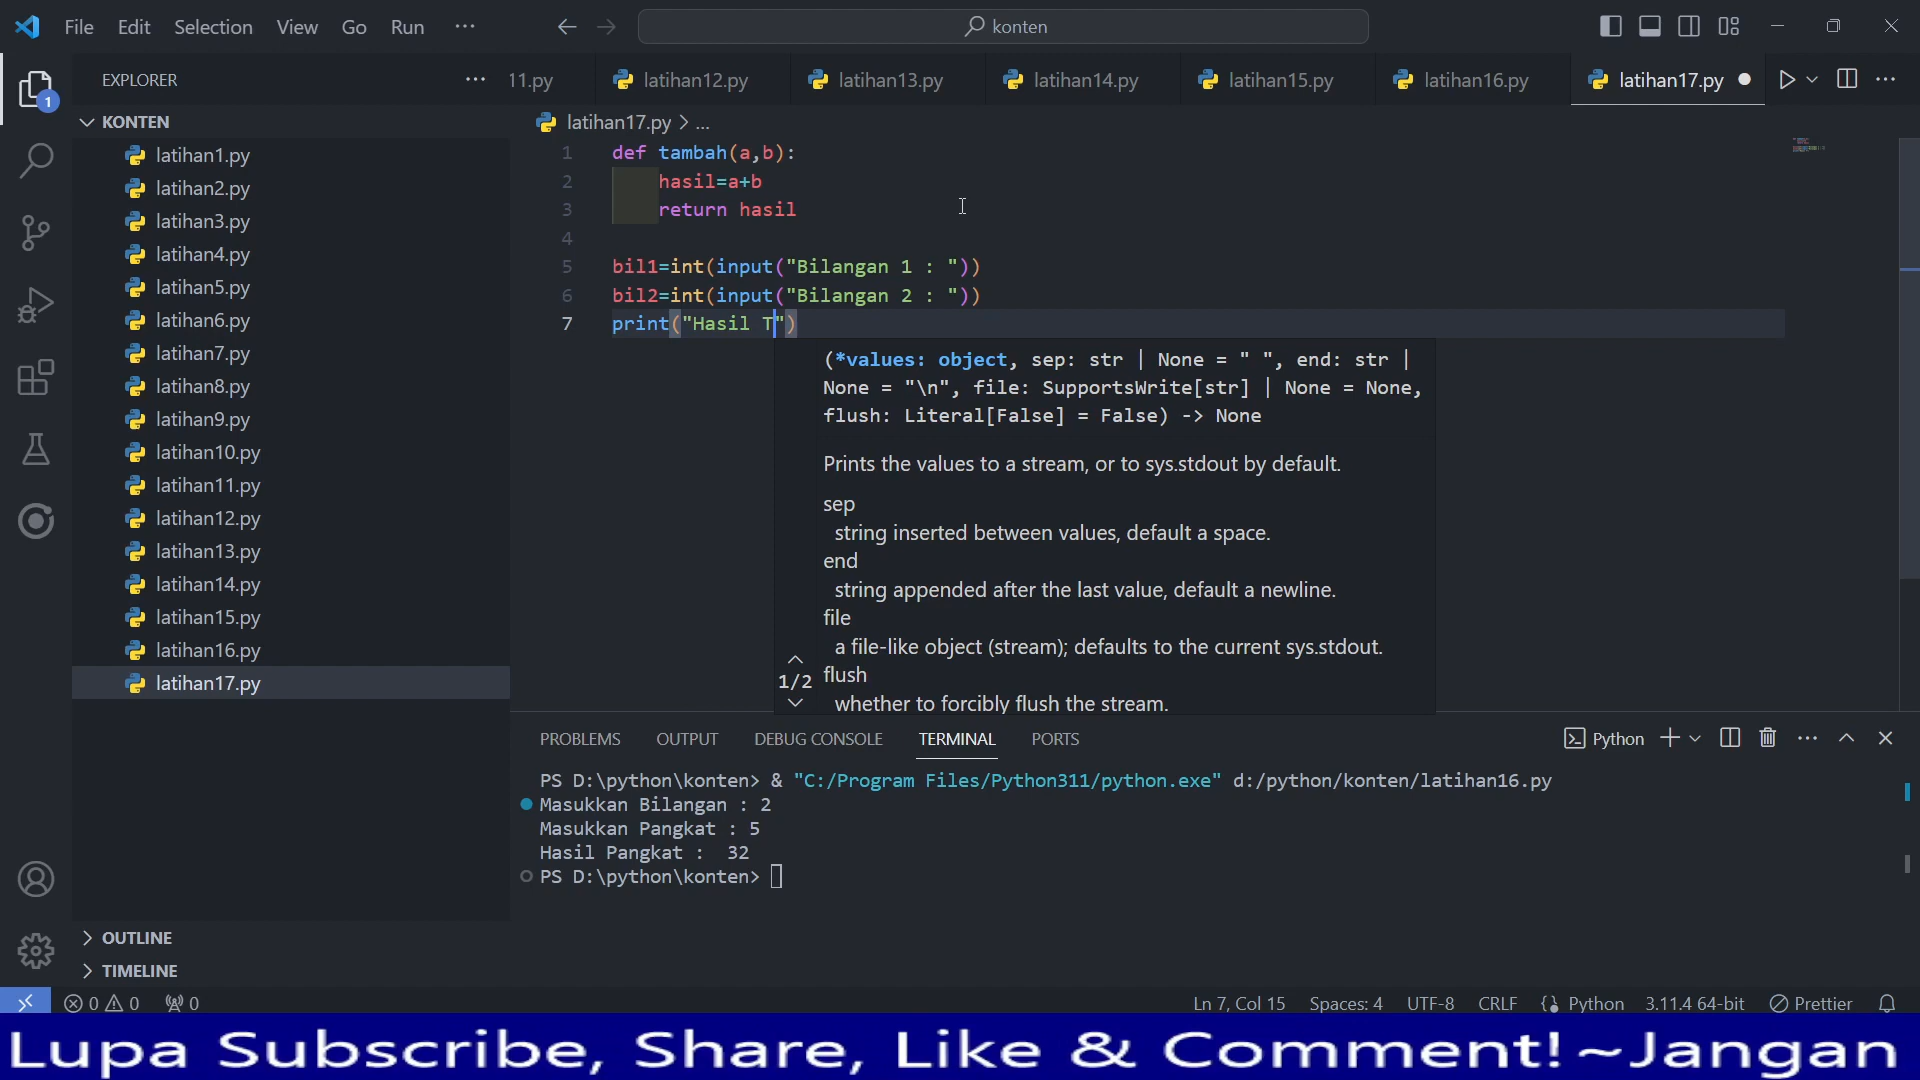 File Edit Selection View Go Run ··· konten
EXPLORER ··· 11.py latihan12.py latihan13.py latihan14.py latihan15.py latihan16.py latihan17.py
KONTEN
latihan1.py
latihan2.py
latihan3.py
latihan4.py
latihan5.py
latihan6.py
latihan7.py
latihan8.py
latihan9.py
latihan10.py
latihan11.py
latihan12.py
latihan13.py
latihan14.py
latihan15.py
latihan16.py
latihan17.py
OUTLINE
TIMELINE
1
latihan17.py > ...
1 def tambah(a,b):
2 hasil=a+b
3 return hasil
4
5 bil1=int(input("Bilangan 1 : "))
6 bil2=int(input("Bilangan 2 : "))
7 print("Hasil T")
(*values: object, sep: str | None = " ", end: str |
None = "\n", file: SupportsWrite[str] | None = None,
flush: Literal[False] = False) -> None
Prints the values to a stream, or to sys.stdout by default.
sep
string inserted between values, default a space.
end
string appended after the last value, default a newline.
file
a file-like object (stream); defaults to the current sys.stdout.
1/2
flush
whether to forcibly flush the stream.
PROBLEMS OUTPUT DEBUG CONSOLE TERMINAL PORTS Python
PS D:\python\konten> & "C:/Program Files/Python311/python.exe" d:/python/konten/latihan16.py
Masukkan Bilangan : 2
Masukkan Pangkat : 5
Hasil Pangkat :  32
PS D:\python\konten>
0 0 0 Ln 7, Col 15 Spaces: 4 UTF-8 CRLF {} Python 3.11.4 64-bit Prettier
Lupa Subscribe, Share, Like & Comment! ~Jangan